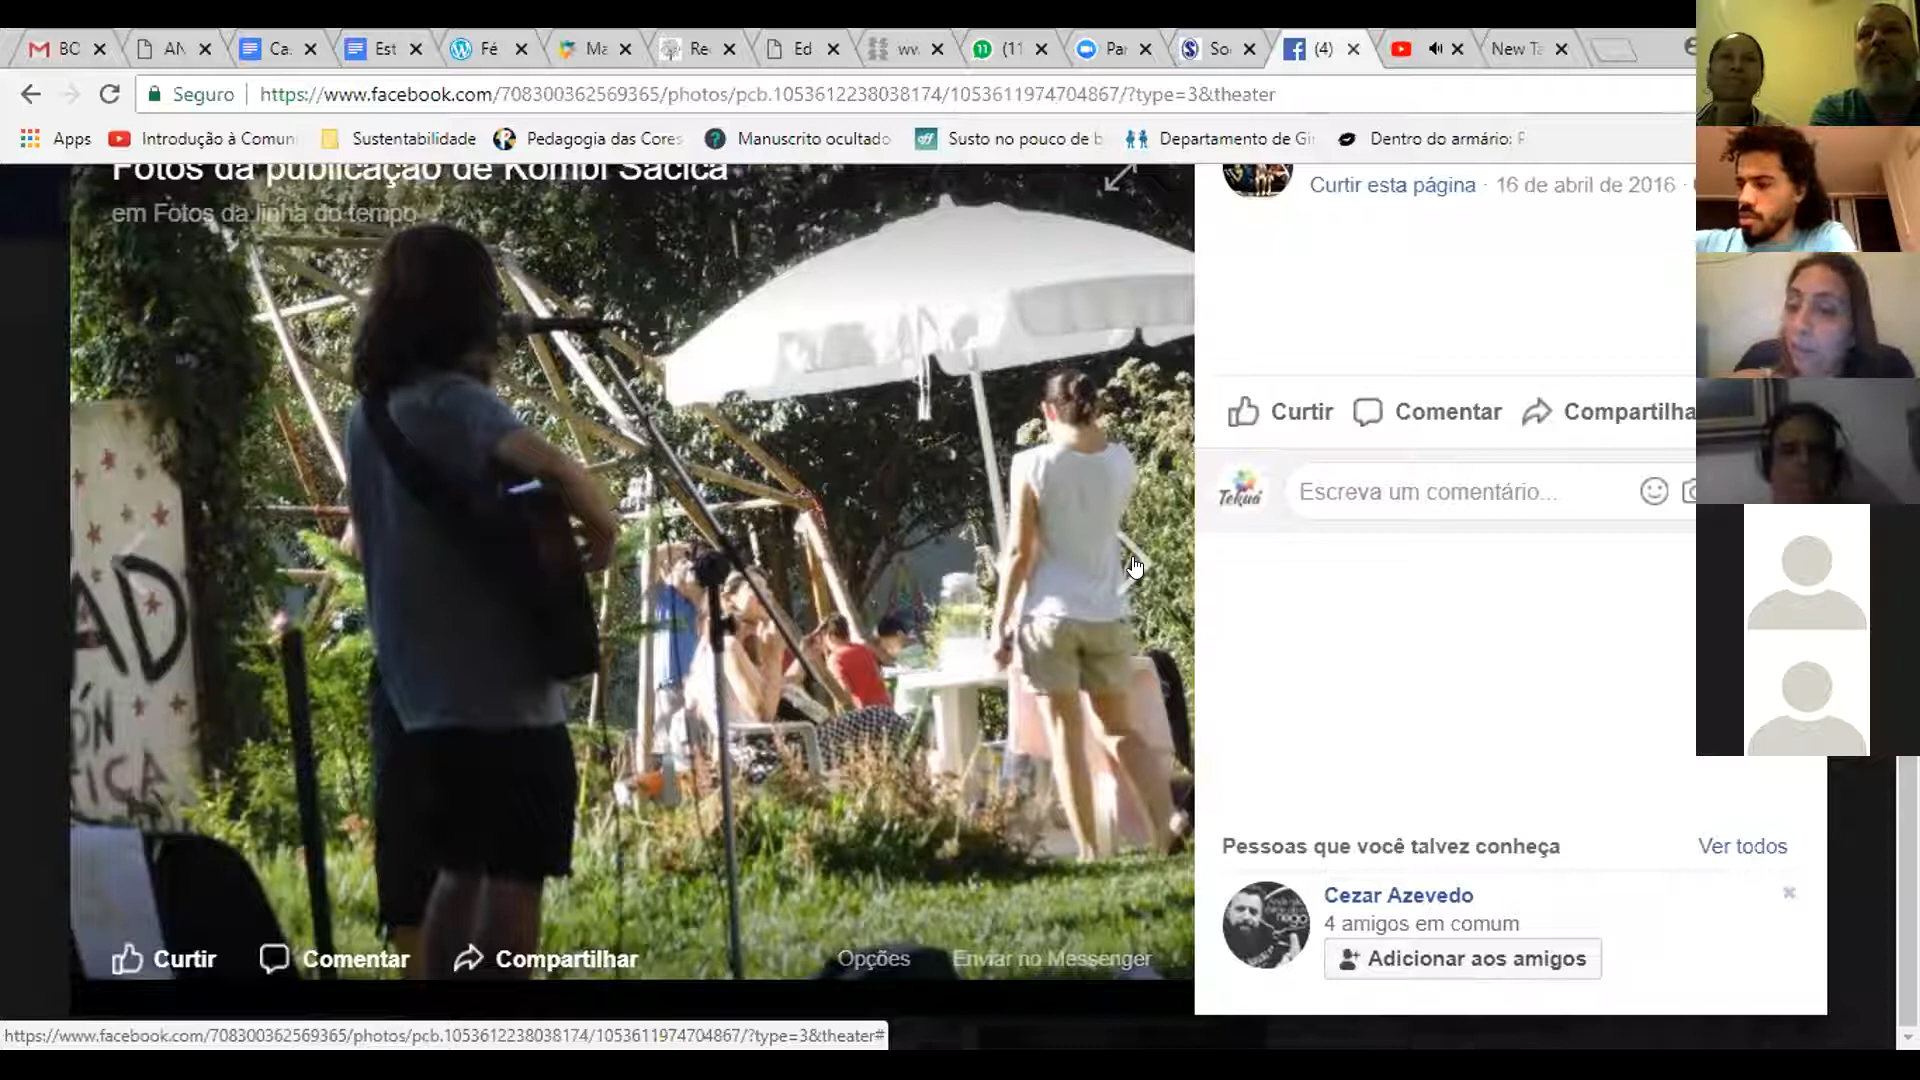 BC
AN
Ca
Est
Fé
Ma
Re
Ed
ww
(11
Par
So
(4)
New Ta
Seguro
https://www.facebook.com/708300362569365/photos/pcb.1053612238038174/1053611974704867/?type=3&theater
Apps
Introdução à Comun
Sustentabilidade
Pedagogia das Cores
Manuscrito ocultado
off
Susto no pouco de b
Departamento de Gi
Dentro do armário:
Fotos da publicação de Kombi Sacica
em Fotos da linha do tempo
Curtir esta página · 16 de abril de 2016 ·
Curtir
Comentar
Compartilha
Tekuá
Escreva um comentário...
AD
ÓN
TICA
Pessoas que você talvez conheça
Ver todos
Cezar Azevedo
4 amigos em comum
Adicionar aos amigos
Curtir
Comentar
Compartilhar
Opções
Enviar no Messenger
https://www.facebook.com/708300362569365/photos/pcb.1053612238038174/1053611974704867/?type=3&theater#